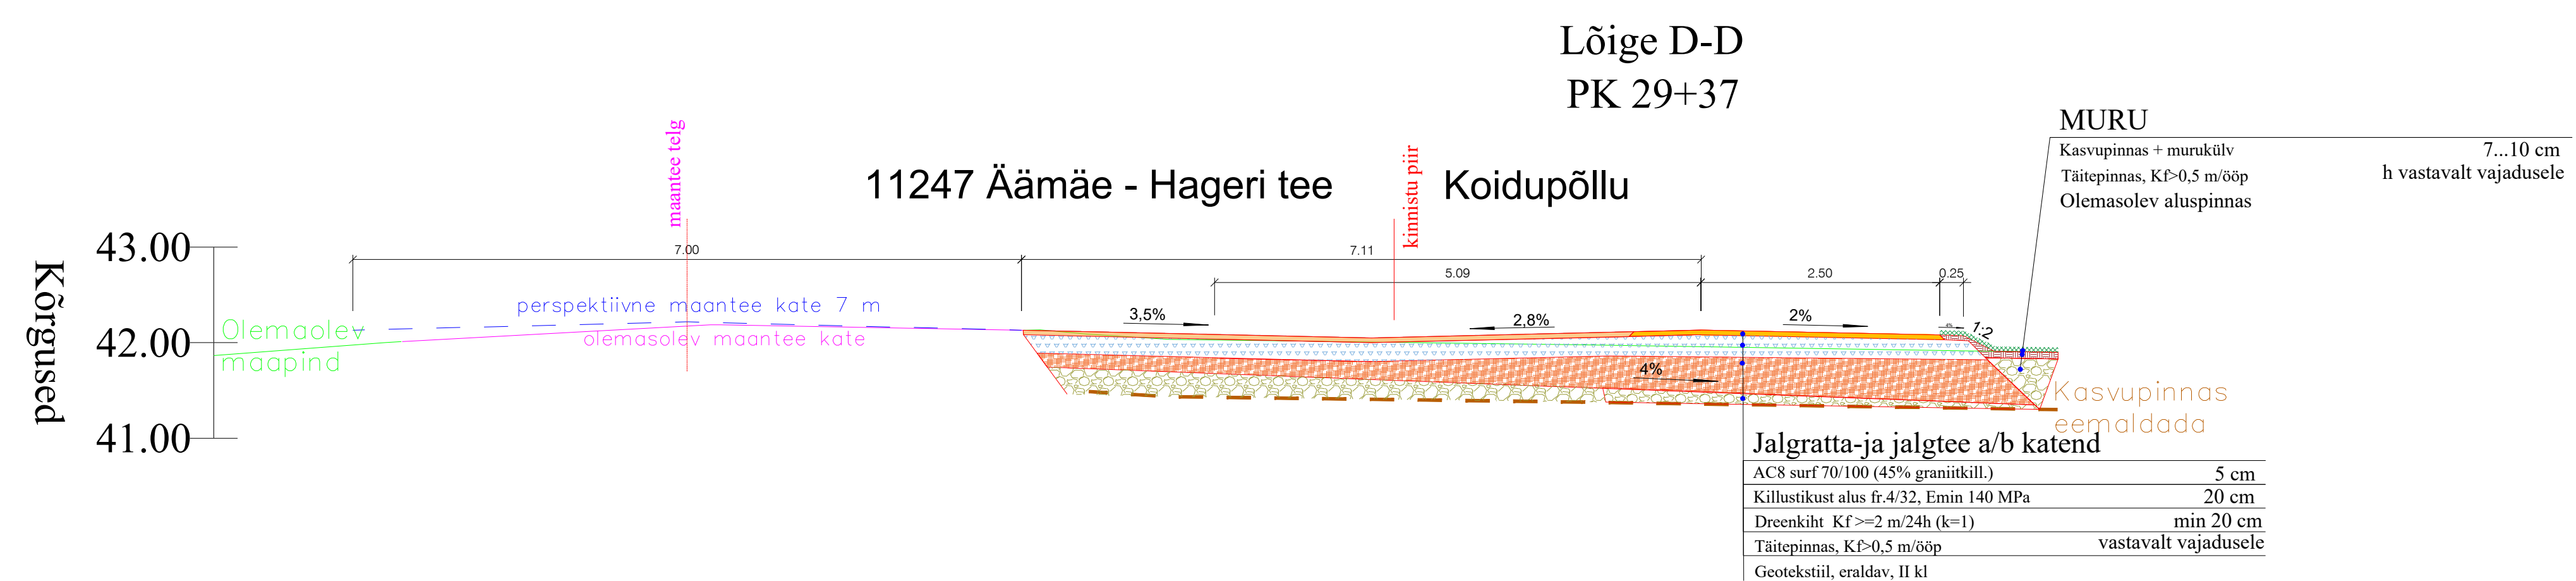 Lõige D-D
PK 29+37
MURU
Kasvupinnas + murukülv 7...10 cm
Täitepinnas, Kf>0,5 m/ööp h vastavalt vajadusele
Olemasolev aluspinnas
maantee telg
11247 Äämäe - Hageri tee
kinnistu piir
Koidupõllu
Kõrgused
43.00
42.00
41.00
7.00
7.11
5.09
2.50
0.25
perspektiivne maantee kate 7 m
olemasolev maantee kate
Olemaolev
maapind
3,5%
2,8%
2%
1:2
4%
Kasvupinnas
eemaldada
Jalgratta-ja jalgtee a/b katend
AC8 surf 70/100 (45% graniitkill.) 5 cm
Killustikust alus fr.4/32, Emin 140 MPa 20 cm
Dreenkiht Kf >=2 m/24h (k=1) min 20 cm
Täitepinnas, Kf>0,5 m/ööp vastavalt vajadusele
Geotekstiil, eraldav, II kl